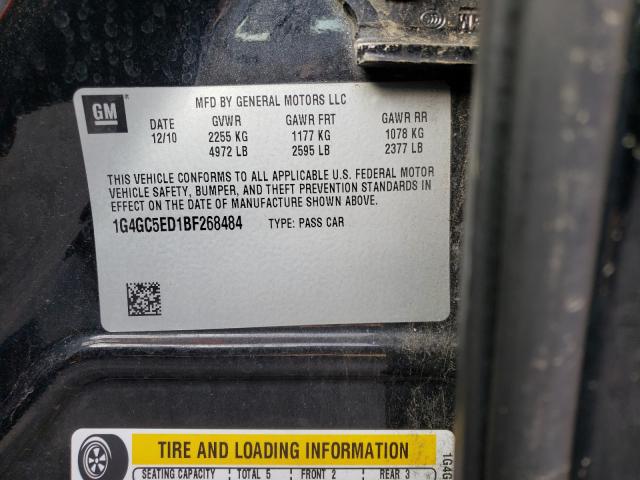 GM
MFD BY GENERAL MOTORS LLC
DATE GVWR GAWR FRT GAWR RR
12/10 2255 KG 1177 KG 1078 KG
4972 LB 2595 LB 2377 LB
THIS VEHICLE CONFORMS TO ALL APPLICABLE U.S. FEDERAL MOTOR
VEHICLE SAFETY, BUMPER, AND THEFT PREVENTION STANDARDS IN
EFFECT ON THE DATE OF MANUFACTURE SHOWN ABOVE.
1G4GC5ED1BF268484 TYPE: PASS CAR
TIRE AND LOADING INFORMATION
SEATING CAPACITY TOTAL 5 FRONT 2 REAR 3
1G4G